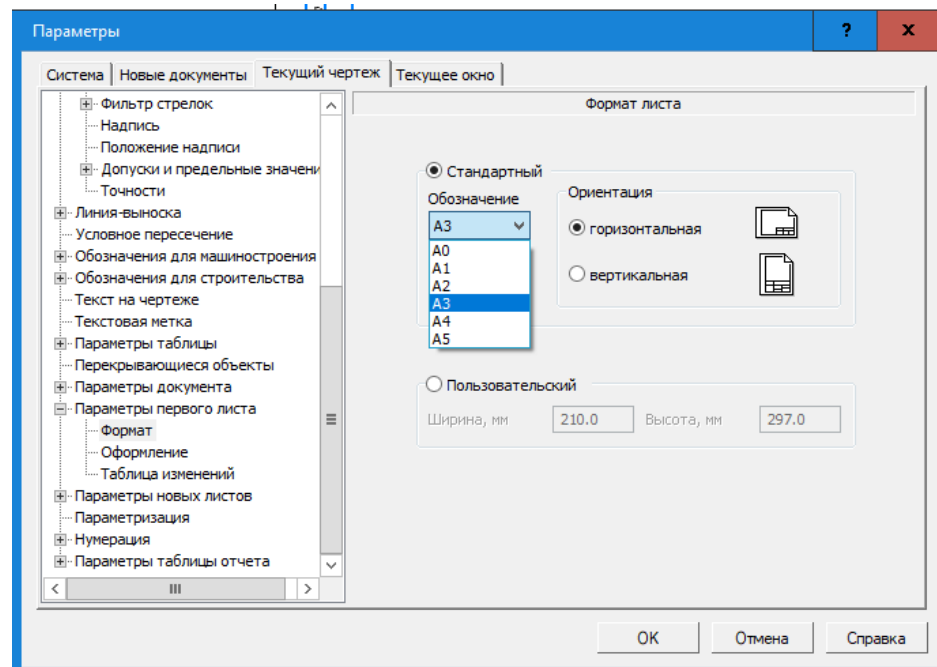 Параметры ? x
Система Новые документы Текущий чертеж Текущее окно
Фильтр стрелок
Надпись
Положение надписи
Допуски и предельные значени
Точности
Линия-выноска
Условное пересечение
Обозначения для машиностроения
Обозначения для строительства
Текст на чертеже
Текстовая метка
Параметры таблицы
Перекрывающиеся объекты
Параметры документа
Параметры первого листа
Формат
Оформление
Таблица изменений
Параметры новых листов
Параметризация
Нумерация
Параметры таблицы отчета
Формат листа
Стандартный
Обозначение
A3
A0
A1
A2
A3
A4
A5
Ориентация
горизонтальная
вертикальная
Пользовательский
Ширина, мм 210.0 Высота, мм 297.0
OK Отмена Справка